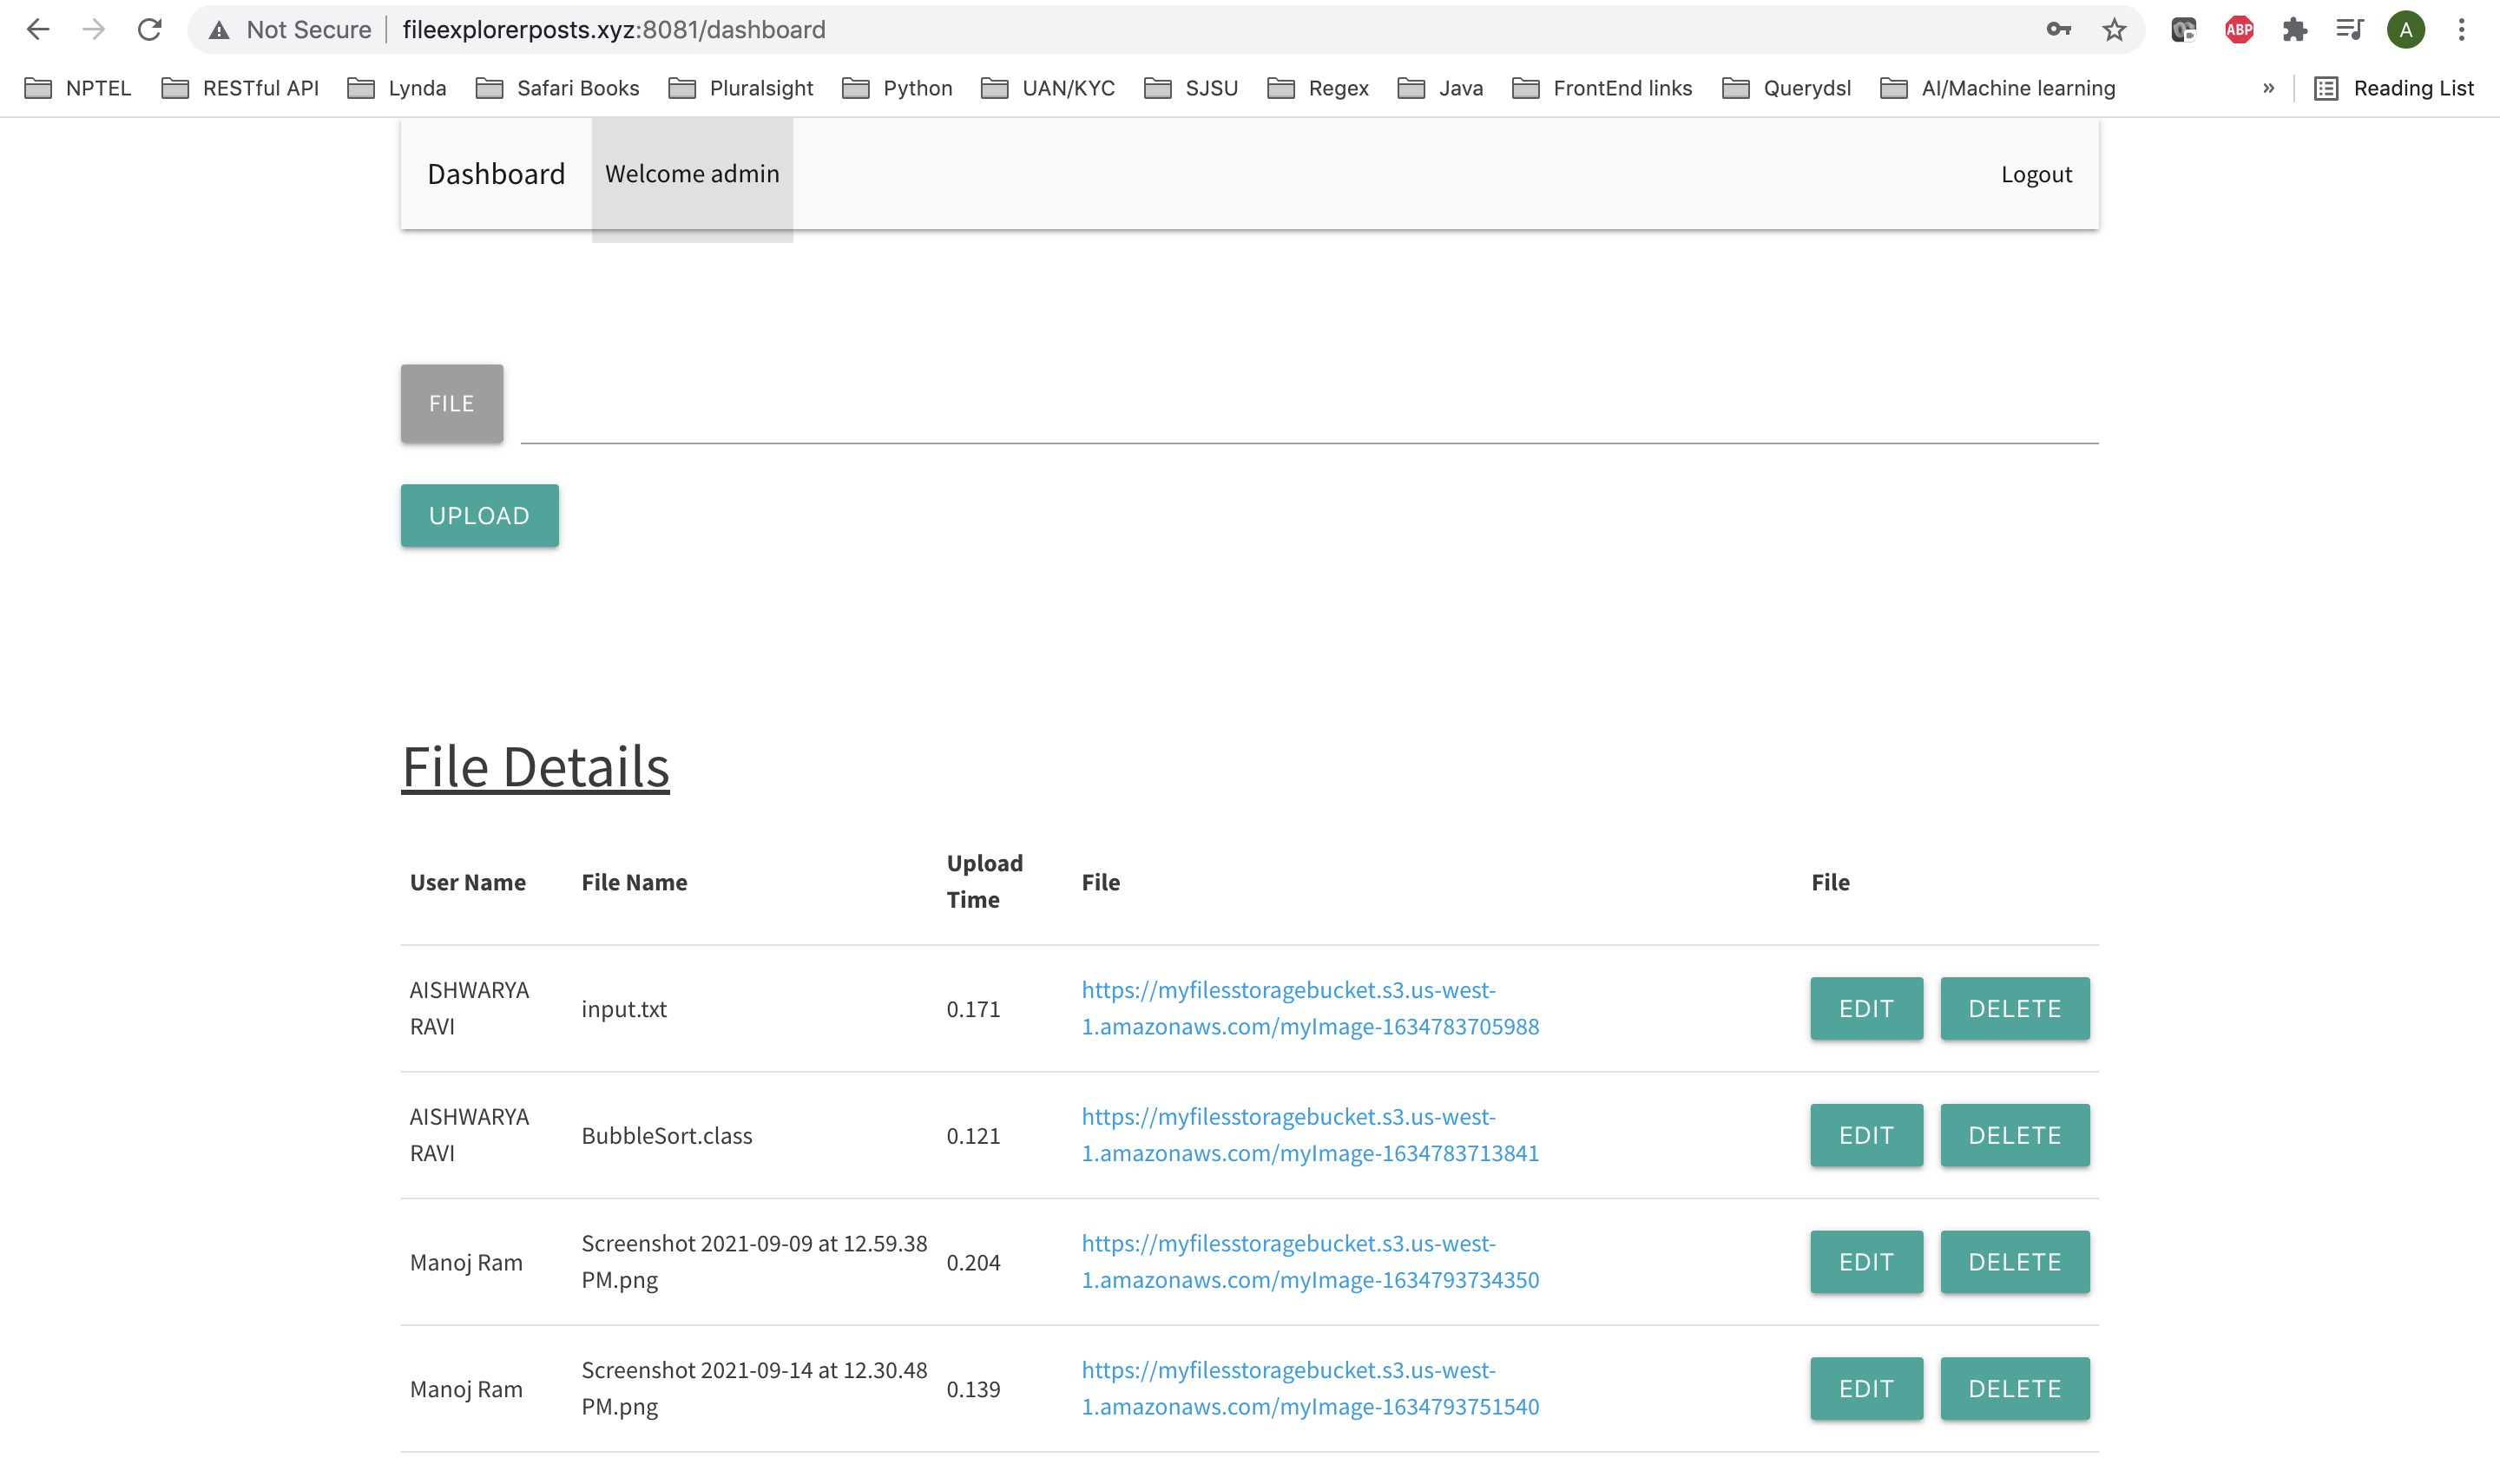 Not Secure fileexplorerposts.xyz:8081/dashboard ABP A
NPTEL RESTful API Lynda Safari Books Pluralsight Python UAN/KYC SJSU Regex Java FrontEnd links Querydsl AI/Machine learning » Reading List
Dashboard Welcome admin Logout
FILE
UPLOAD
File Details
User Name File Name Upload Time File File
AISHWARYA RAVI input.txt 0.171 https://myfilesstoragebucket.s3.us-west-1.amazonaws.com/myImage-1634783705988 EDIT DELETE
AISHWARYA RAVI BubbleSort.class 0.121 https://myfilesstoragebucket.s3.us-west-1.amazonaws.com/myImage-1634783713841 EDIT DELETE
Manoj Ram Screenshot 2021-09-09 at 12.59.38 PM.png 0.204 https://myfilesstoragebucket.s3.us-west-1.amazonaws.com/myImage-1634793734350 EDIT DELETE
Manoj Ram Screenshot 2021-09-14 at 12.30.48 PM.png 0.139 https://myfilesstoragebucket.s3.us-west-1.amazonaws.com/myImage-1634793751540 EDIT DELETE